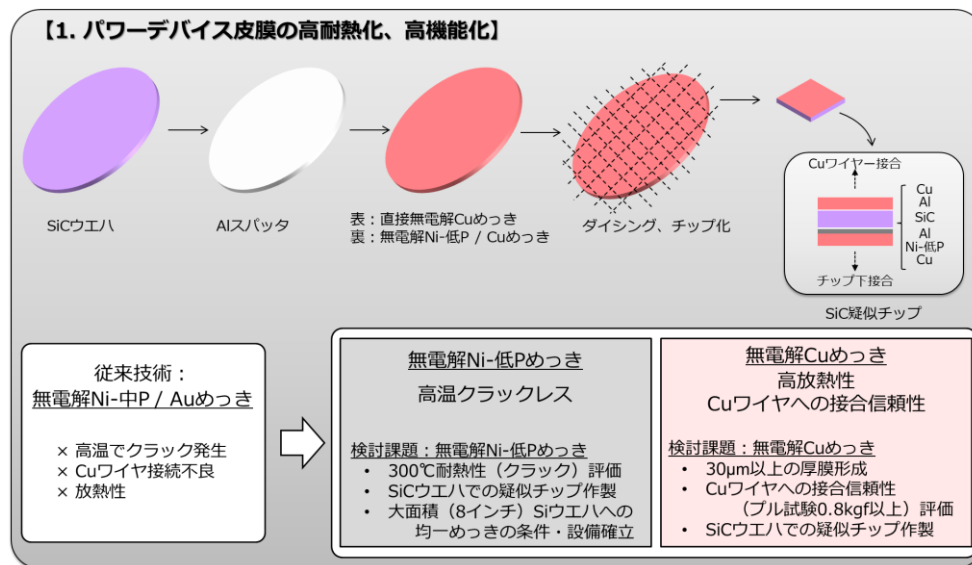 【1. パワーデバイス皮膜の高耐熱化、高機能化】
SiCウエハ
Alスパッタ
表：直接無電解Cuめっき
裏：無電解Ni-低P / Cuめっき
ダイシング、チップ化
Cuワイヤー接合
Cu
Al
SiC
Al
Ni-低P
Cu
チップ下接合
SiC疑似チップ
従来技術：
無電解Ni-中P / Auめっき
× 高温でクラック発生
× Cuワイヤ接続不良
× 放熱性
無電解Ni-低Pめっき
高温クラックレス
検討課題：無電解Ni-低Pめっき
• 300℃耐熱性（クラック）評価
• SiCウエハでの疑似チップ作製
• 大面積（8インチ）Siウエハへの
均一めっきの条件・設備確立
無電解Cuめっき
高放熱性
Cuワイヤへの接合信頼性
検討課題：無電解Cuめっき
• 30μm以上の厚膜形成
• Cuワイヤへの接合信頼性
（プル試験0.8kgf以上）評価
• SiCウエハでの疑似チップ作製